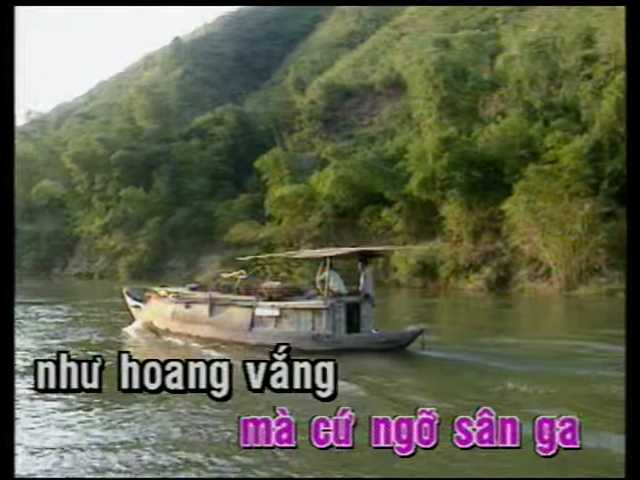 như hoang vắng
mà cứ ngỡ sân ga